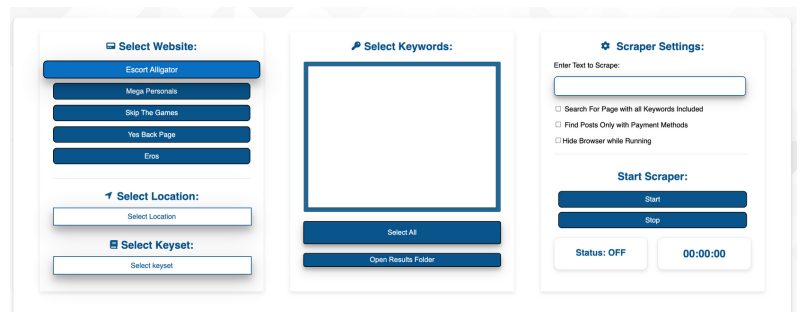 Select Website:
Escort Alligator
Mega Personals
Skip The Games
Yes Back Page
Eros
Select Location:
Select Location
Select Keyset:
Select keyset
Select Keywords:
Select All
Open Results Folder
Scraper Settings:
Enter Text to Scrape:
Search For Page with all Keywords Included
Find Posts Only with Payment Methods
Hide Browser while Running
Start Scraper:
Start
Stop
Status: OFF
00:00:00